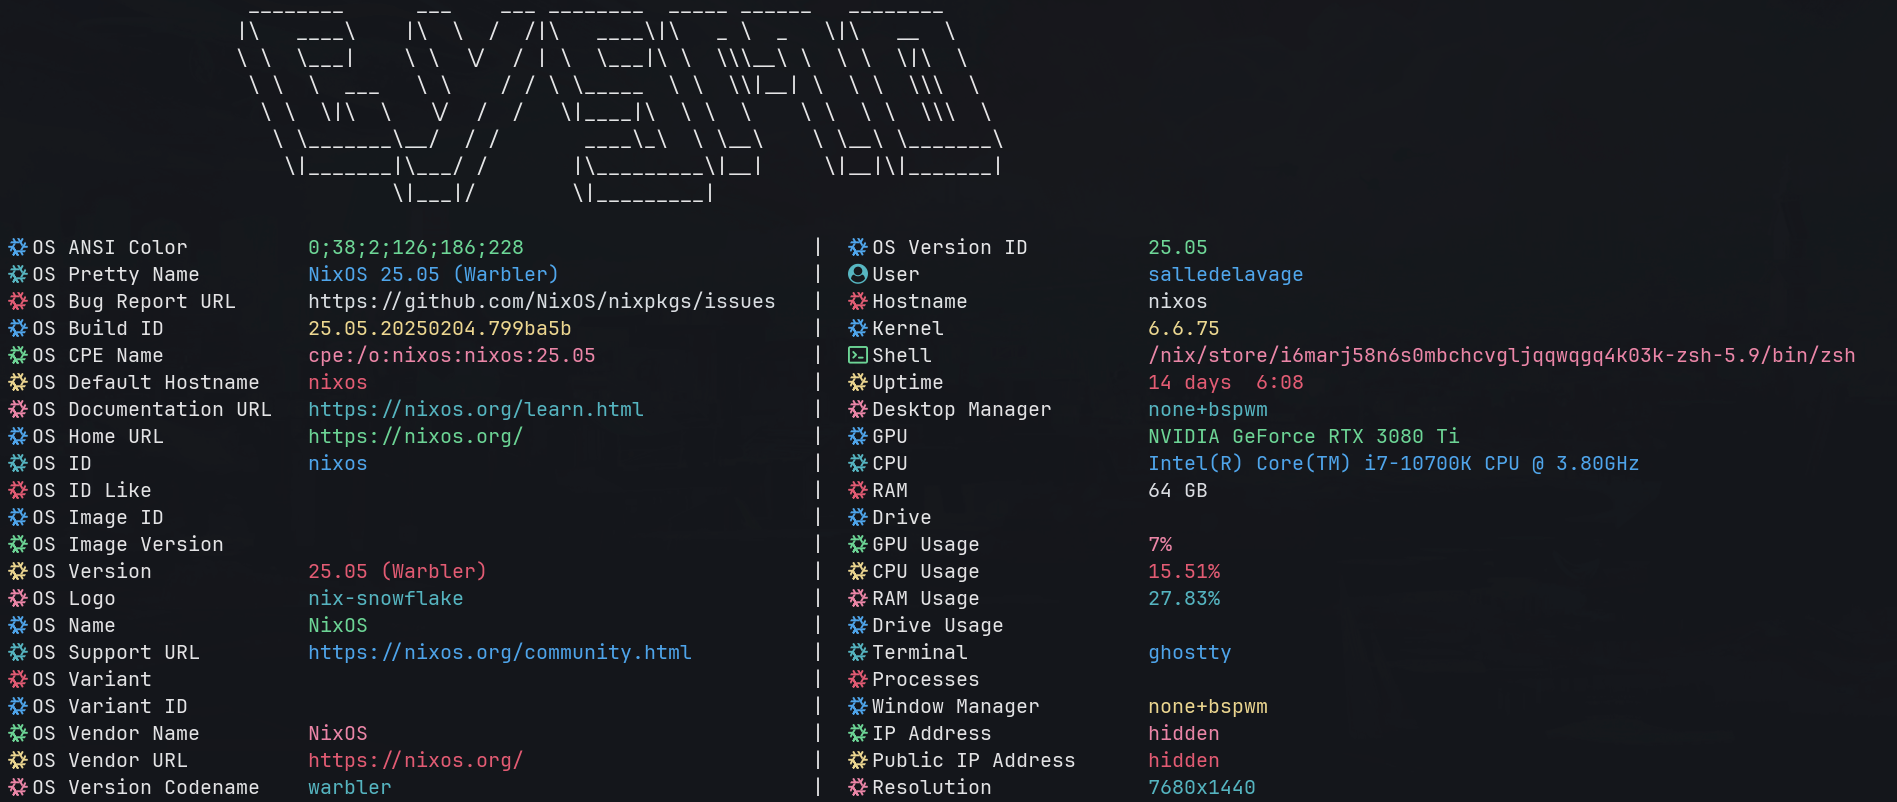 OS ANSI Color 0;38;2;126;186;228 | OS Version ID 25.05
OS Pretty Name NixOS 25.05 (Warbler) | User salledelavage
OS Bug Report URL https://github.com/NixOS/nixpkgs/issues | Hostname nixos
OS Build ID 25.05.20250204.799ba5b | Kernel 6.6.75
OS CPE Name cpe:/o:nixos:nixos:25.05 | Shell /nix/store/i6marj58n6s0mbchcvgljqqwqgq4k03k-zsh-5.9/bin/zsh
OS Default Hostname nixos | Uptime 14 days  6:08
OS Documentation URL https://nixos.org/learn.html | Desktop Manager none+bspwm
OS Home URL https://nixos.org/ | GPU NVIDIA GeForce RTX 3080 Ti
OS ID nixos | CPU Intel(R) Core(TM) i7-10700K CPU @ 3.80GHz
OS ID Like | RAM 64 GB
OS Image ID | Drive
OS Image Version | GPU Usage 7%
OS Version 25.05 (Warbler) | CPU Usage 15.51%
OS Logo nix-snowflake | RAM Usage 27.83%
OS Name NixOS | Drive Usage
OS Support URL https://nixos.org/community.html | Terminal ghostty
OS Variant | Processes
OS Variant ID | Window Manager none+bspwm
OS Vendor Name NixOS | IP Address hidden
OS Vendor URL https://nixos.org/ | Public IP Address hidden
OS Version Codename warbler | Resolution 7680x1440